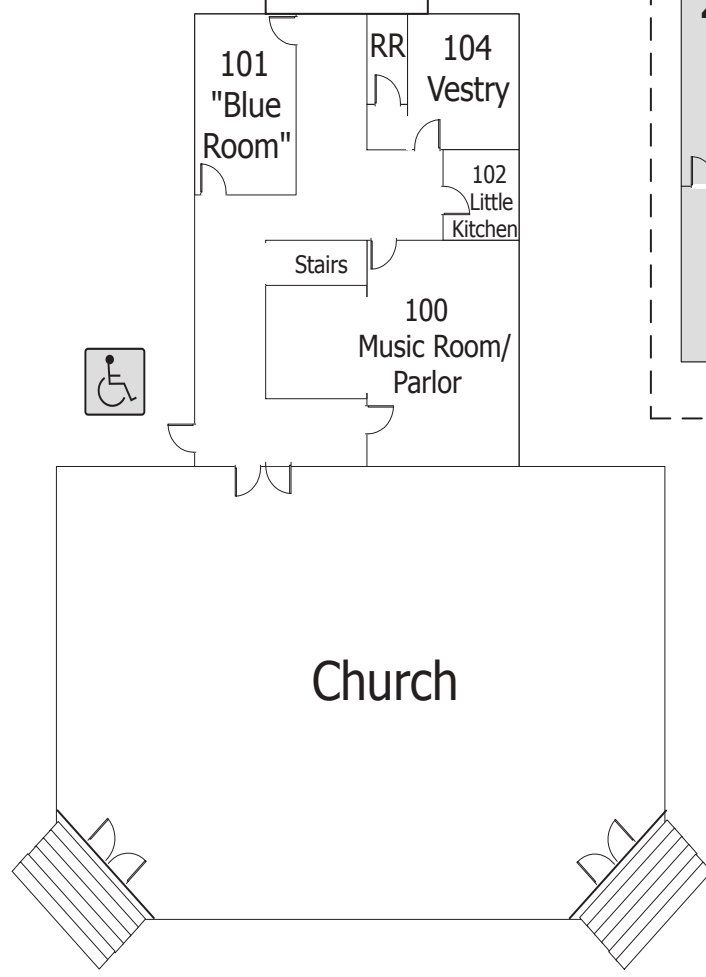 101
"Blue
Room"
RR
104
Vestry
102
Little
Kitchen
Stairs
100
Music Room/
Parlor
Church